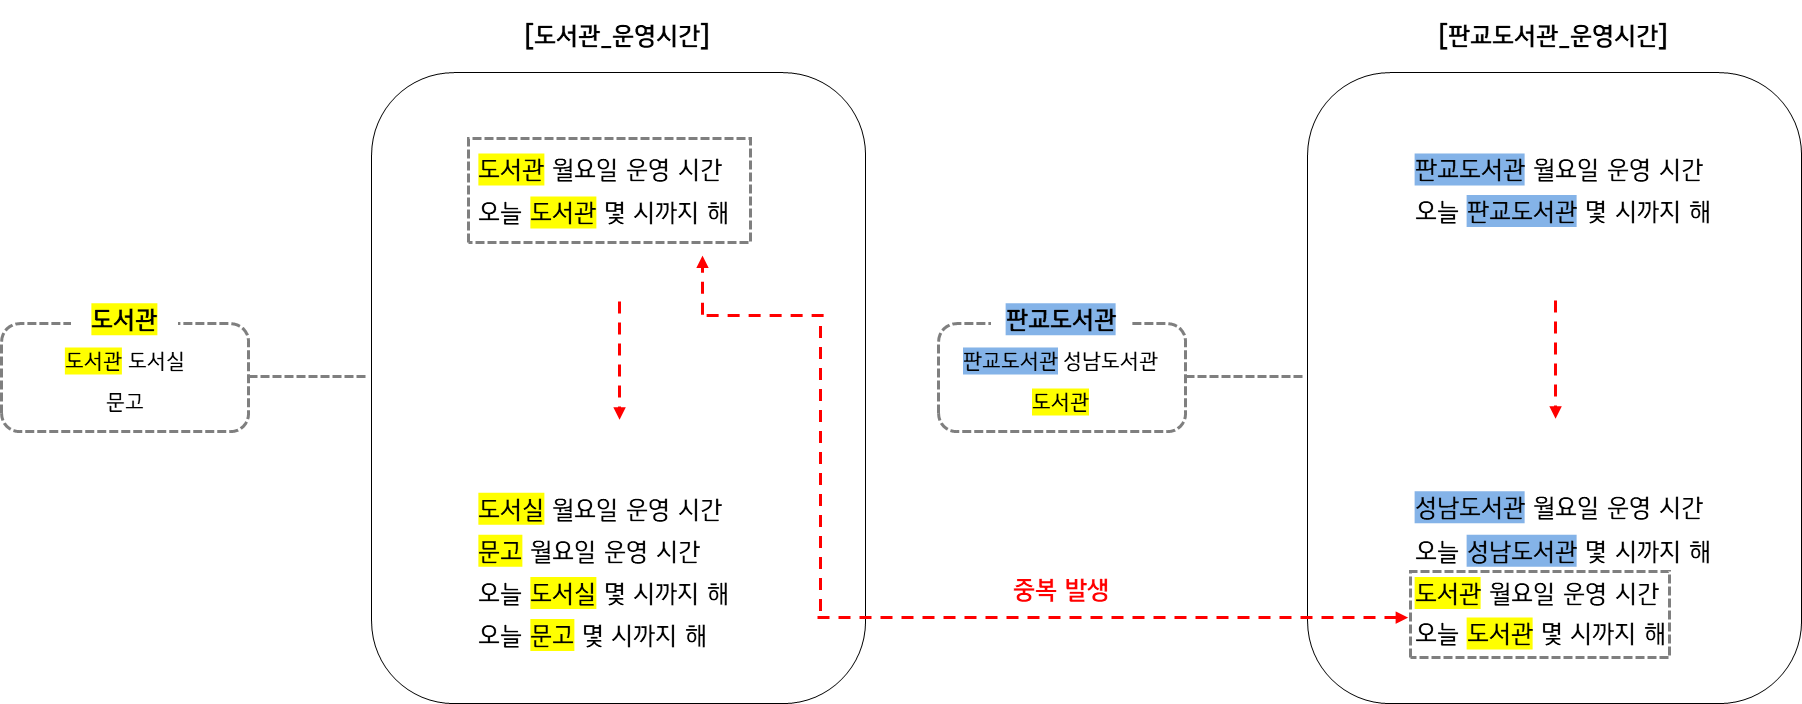 [도서관_운영시간]
도서관 월요일 운영 시간
오늘 도서관 몇 시까지 해
도서관
도서관 도서실
문고
도서실 월요일 운영 시간
문고 월요일 운영 시간
오늘 도서실 몇 시까지 해
오늘 문고 몇 시까지 해
중복 발생
[판교도서관_운영시간]
판교도서관 월요일 운영 시간
오늘 판교도서관 몇 시까지 해
판교도서관
판교도서관 성남도서관
도서관
성남도서관 월요일 운영 시간
오늘 성남도서관 몇 시까지 해
도서관 월요일 운영 시간
오늘 도서관 몇 시까지 해